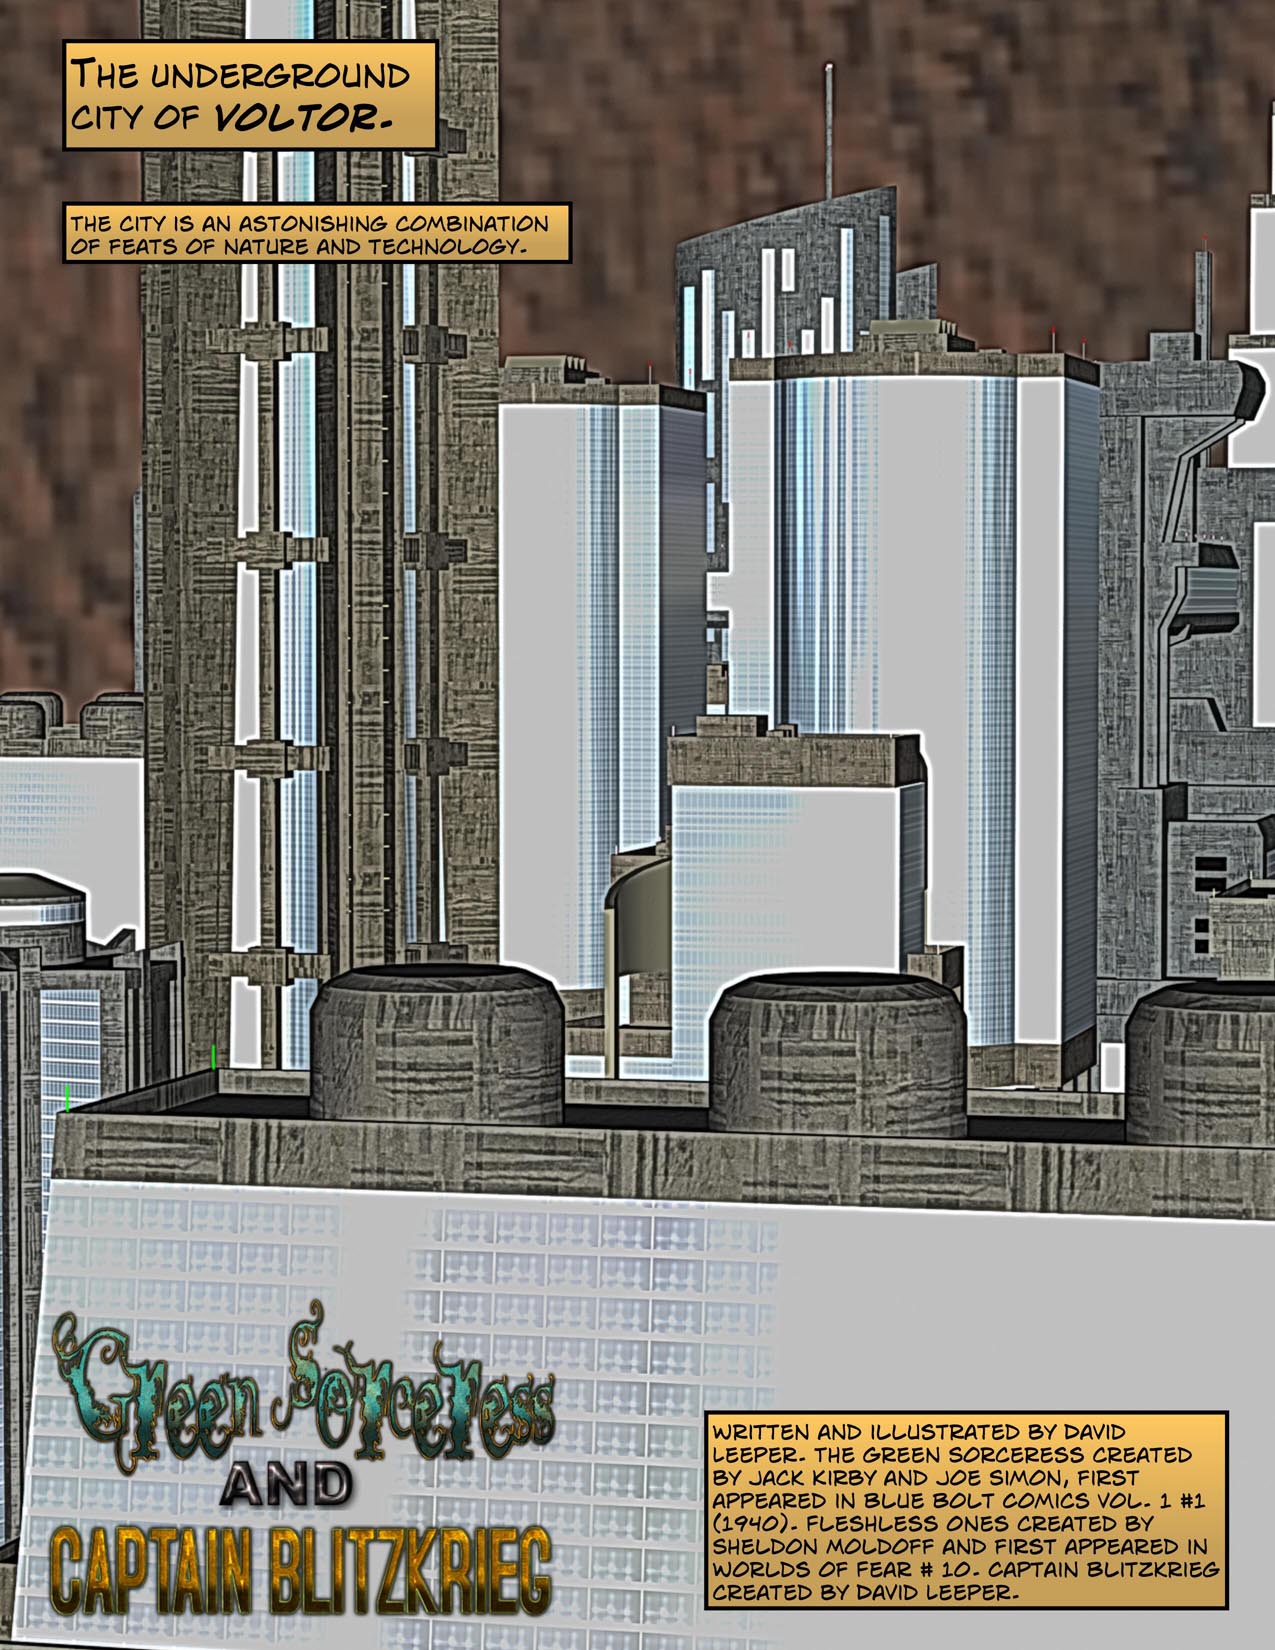 THE UNDERGROUND
CITY OF VOLTOR.
THE CITY IS AN ASTONISHING COMBINATION
OF FEATS OF NATURE AND TECHNOLOGY.
Green Sorceress
AND
CAPTAIN BLITZKRIEG
WRITTEN AND ILLUSTRATED BY DAVID
LEEPER. THE GREEN SORCERESS CREATED
BY JACK KIRBY AND JOE SIMON, FIRST
APPEARED IN BLUE BOLT COMICS VOL. 1 #1
(1940). FLESHLESS ONES CREATED BY
SHELDON MOLDOFF AND FIRST APPEARED IN
WORLDS OF FEAR # 10. CAPTAIN BLITZKRIEG
CREATED BY DAVID LEEPER.